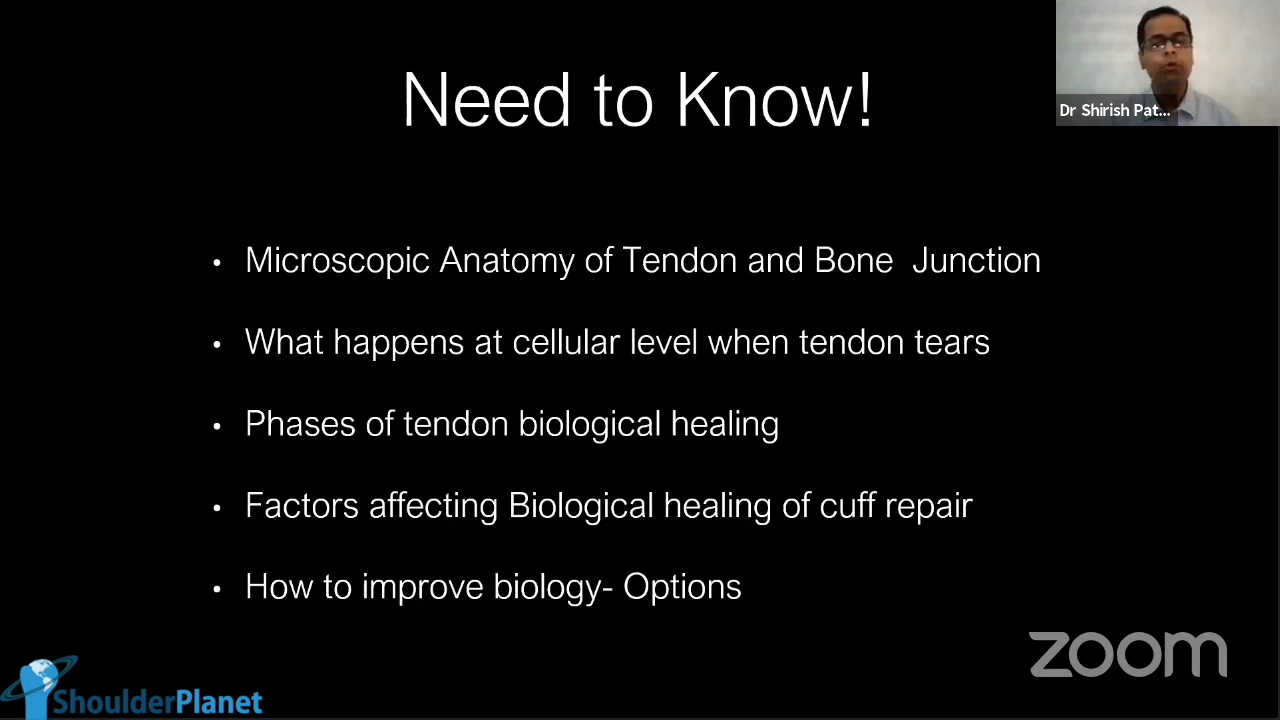 Need to Know!
Dr Shirish Pat...
• Microscopic Anatomy of Tendon and Bone Junction
• What happens at cellular level when tendon tears
• Phases of tendon biological healing
• Factors affecting Biological healing of cuff repair
• How to improve biology- Options
zoom
ShoulderPlanet